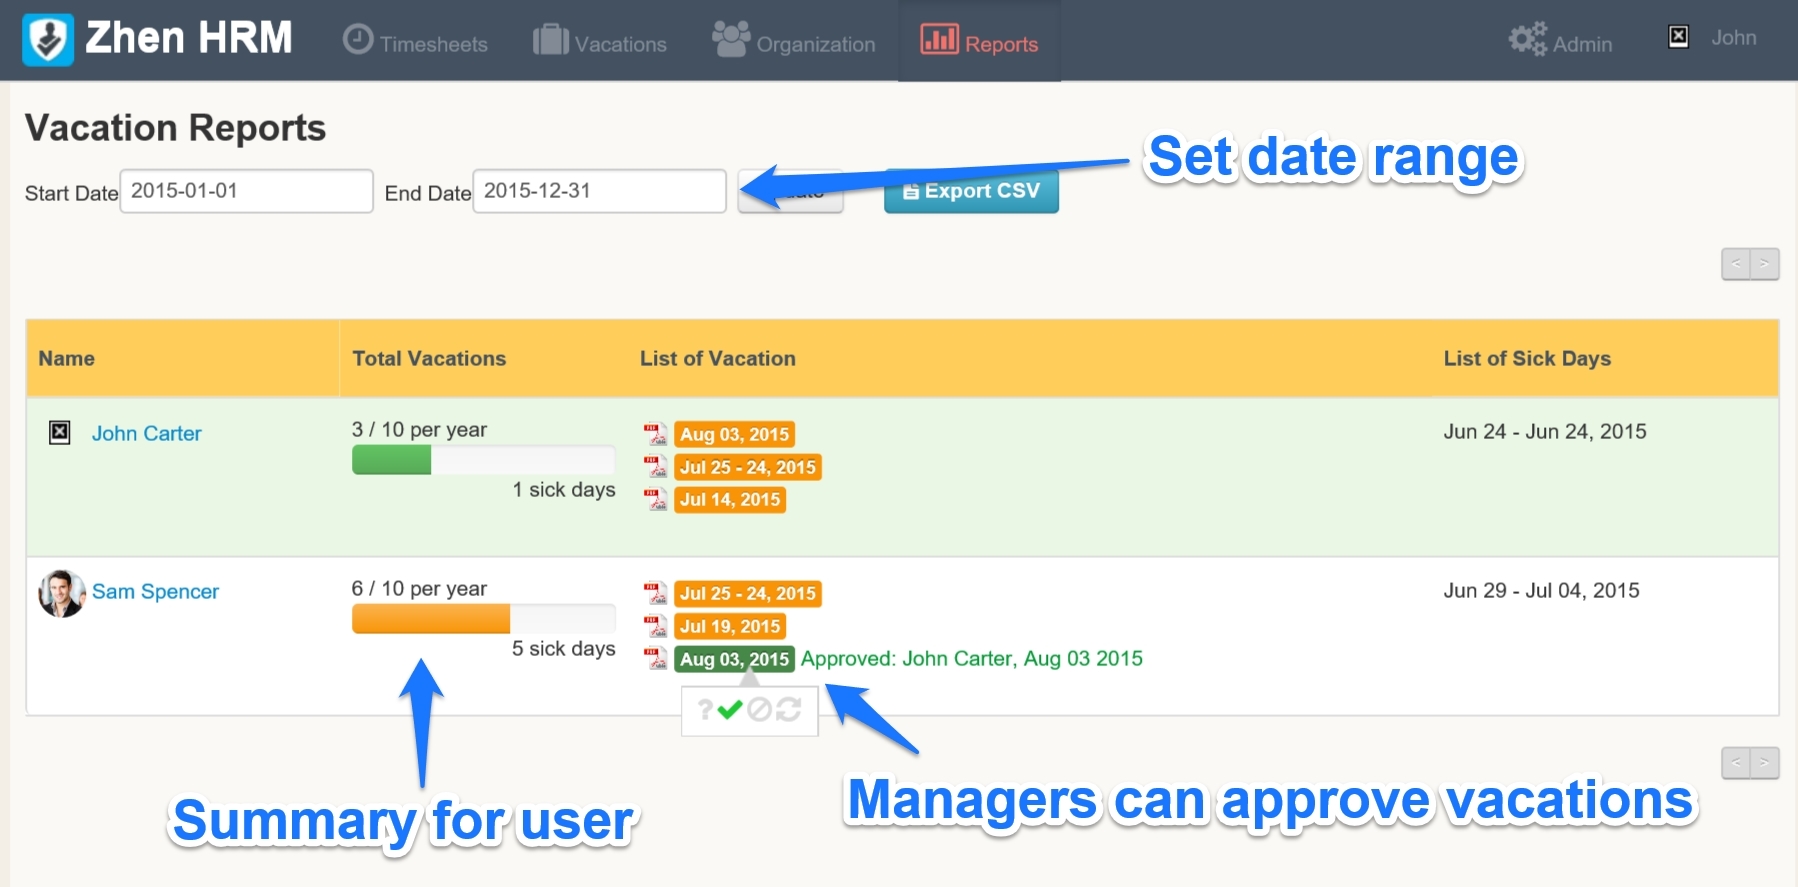 Zhen HRM Timesheets Vacations Organization Reports Admin John
Vacation Reports
Set date range
Start Date 2015-01-01 End Date 2015-12-31 Export CSV
< >
Name Total Vacations List of Vacation List of Sick Days
John Carter 3 / 10 per year Aug 03, 2015 Jun 24 - Jun 24, 2015
Jul 25 - 24, 2015
1 sick days Jul 14, 2015
Sam Spencer 6 / 10 per year Jul 25 - 24, 2015 Jun 29 - Jul 04, 2015
Jul 19, 2015
5 sick days Aug 03, 2015 Approved: John Carter, Aug 03 2015
?
< >
Summary for user
Managers can approve vacations